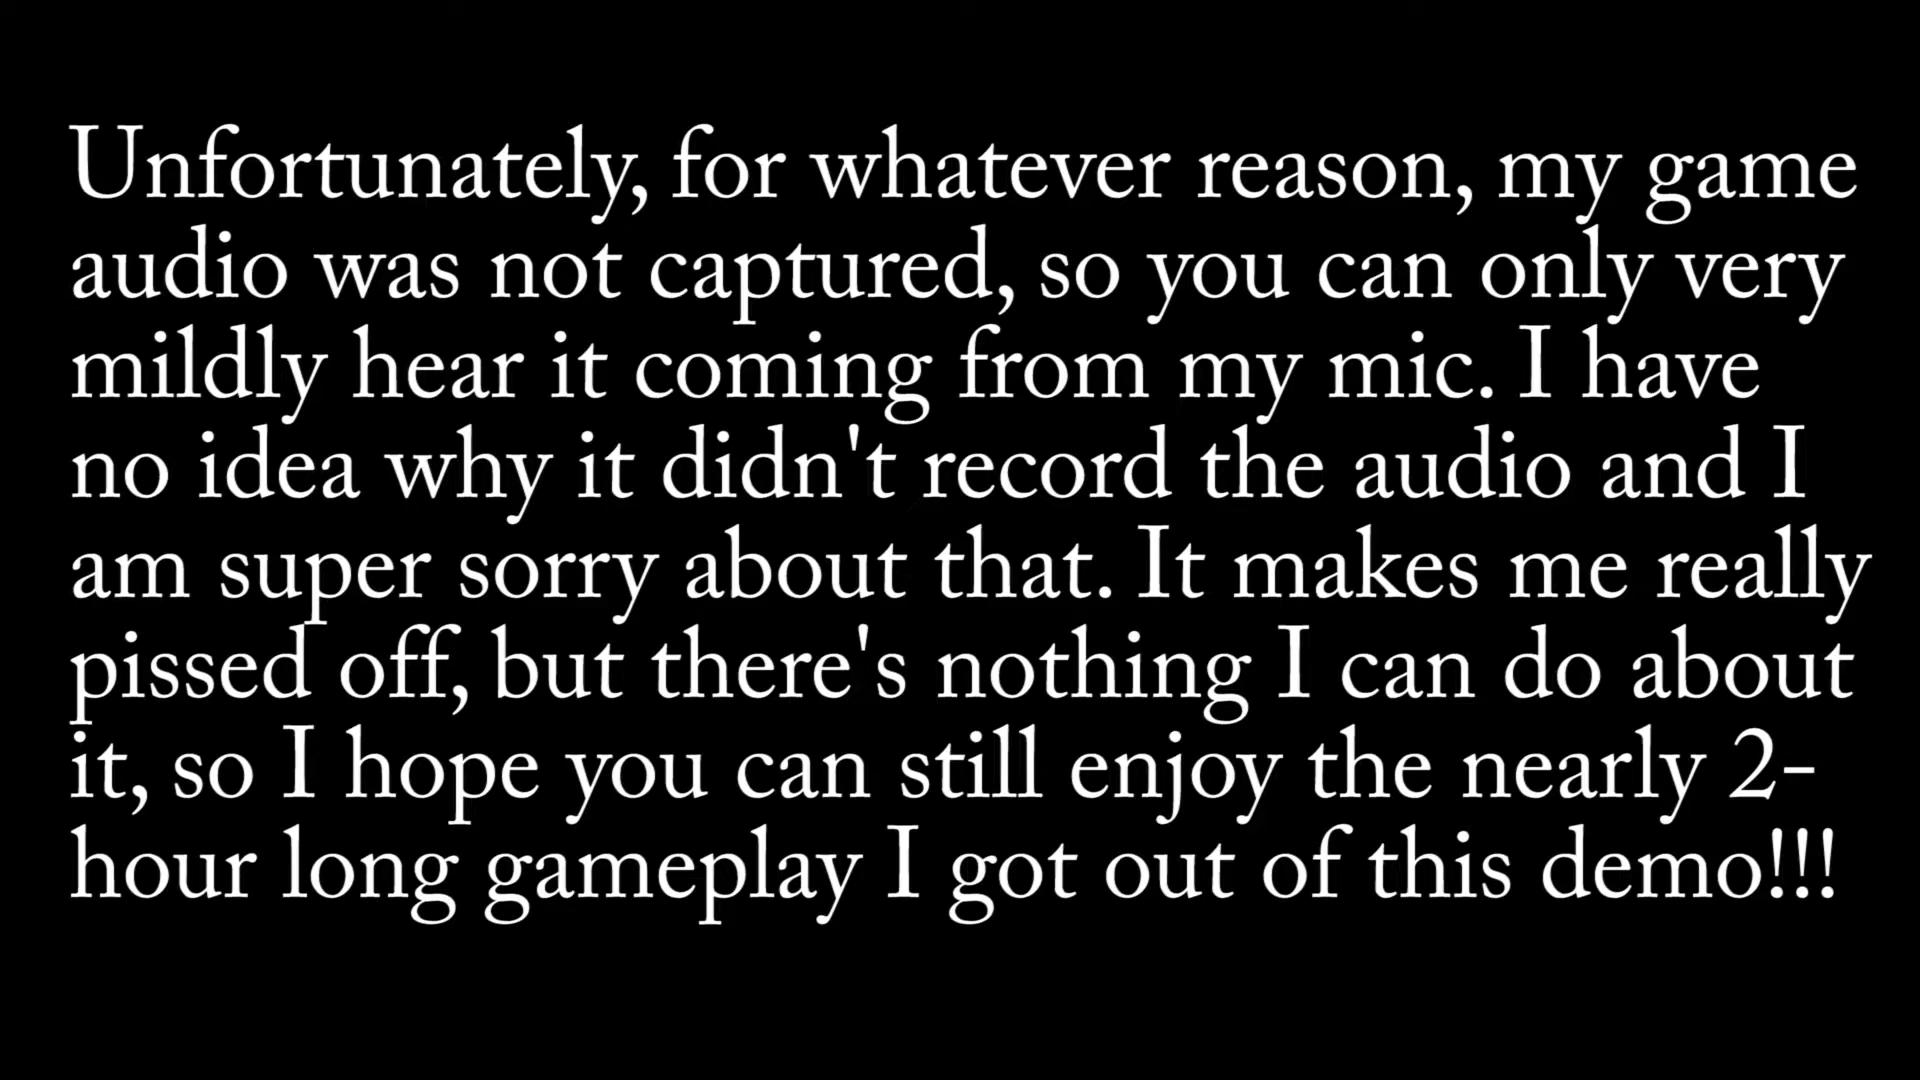 Unfortunately, for whatever reason, my game
audio was not captured, so you can only very
mildly hear it coming from my mic. I have
no idea why it didn't record the audio and I
am super sorry about that. It makes me really
pissed off, but there's nothing I can do about
it, so I hope you can still enjoy the nearly 2-
hour long gameplay I got out of this demo!!!